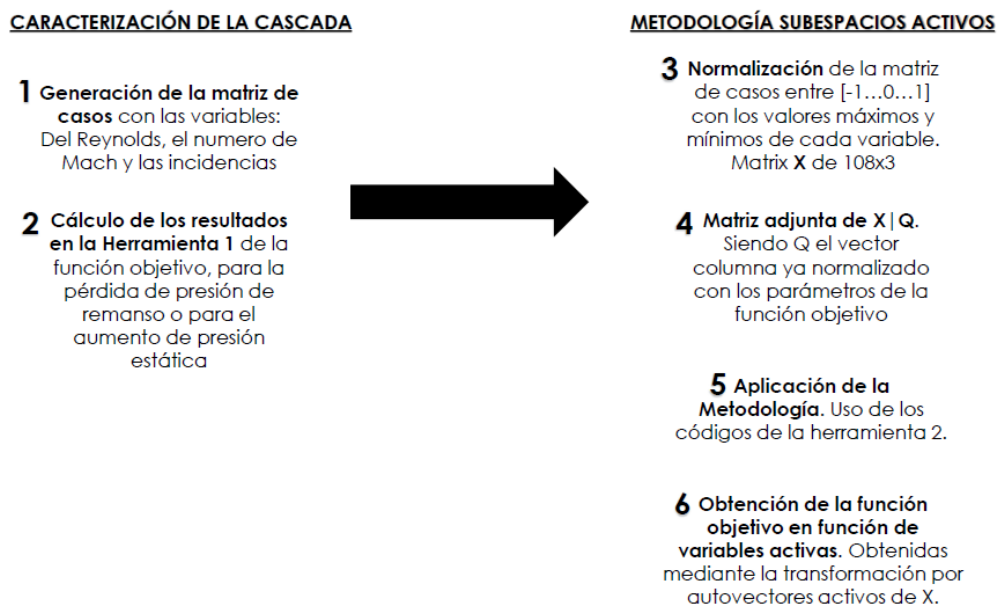 CARACTERIZACIÓN DE LA CASCADA
1 Generación de la matriz de
casos con las variables:
Del Reynolds, el numero de
Mach y las incidencias
2 Cálculo de los resultados
en la Herramienta 1 de la
función objetivo, para la
pérdida de presión de
remanso o para el
aumento de presión
estática
METODOLOGÍA SUBESPACIOS ACTIVOS
3 Normalización de la matriz
de casos entre [-1...0...1]
con los valores máximos y
mínimos de cada variable.
Matrix X de 108x3
4 Matriz adjunta de X|Q.
Siendo Q el vector
columna ya normalizado
con los parámetros de la
función objetivo
5 Aplicación de la
Metodología. Uso de los
códigos de la herramienta 2.
6 Obtención de la función
objetivo en función de
variables activas. Obtenidas
mediante la transformación por
autovectores activos de X.